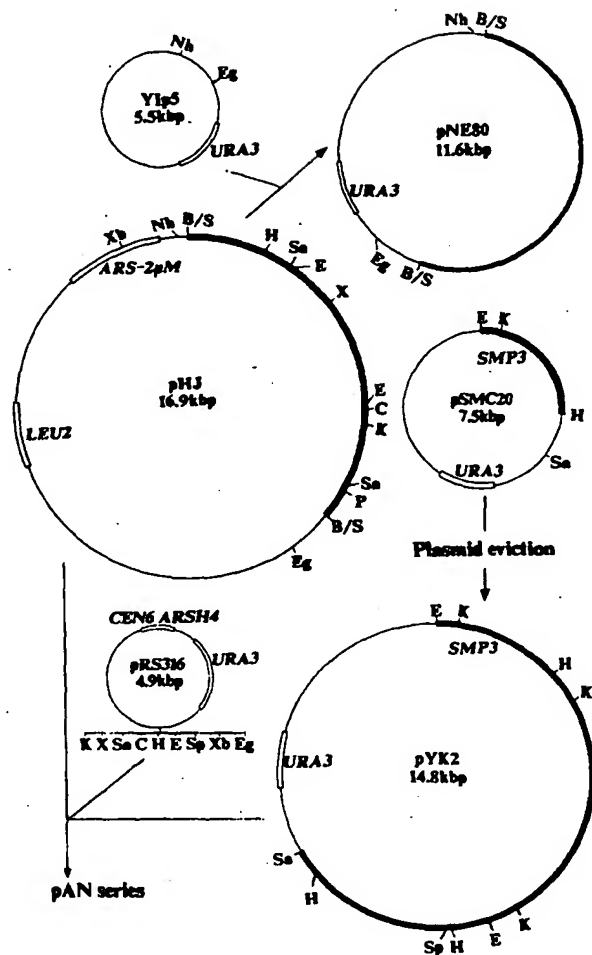 Nh
Eg
YIp5
5.5kbp
URA3
Nh B/S
pNE80
11.6kbp
URA3
Eg
B/S
Xb
Nh
B/S
H
Sa
E
X
ARS-2μM
pHJ
16.9kbp
LEU2
E
C
K
Sa
P
B/S
Eg
E K
SMP3
pSMC20
7.5kbp
H
Sa
URA3
Plasmid eviction
CEN6 ARSH4
pRS316
4.9kbp
URA3
K X Sa C H E Sp Xb Eg
pAN series
E
K
SMP3
H
K
pYK2
14.8kbp
URA3
Sa
H
Sp
H
E
K